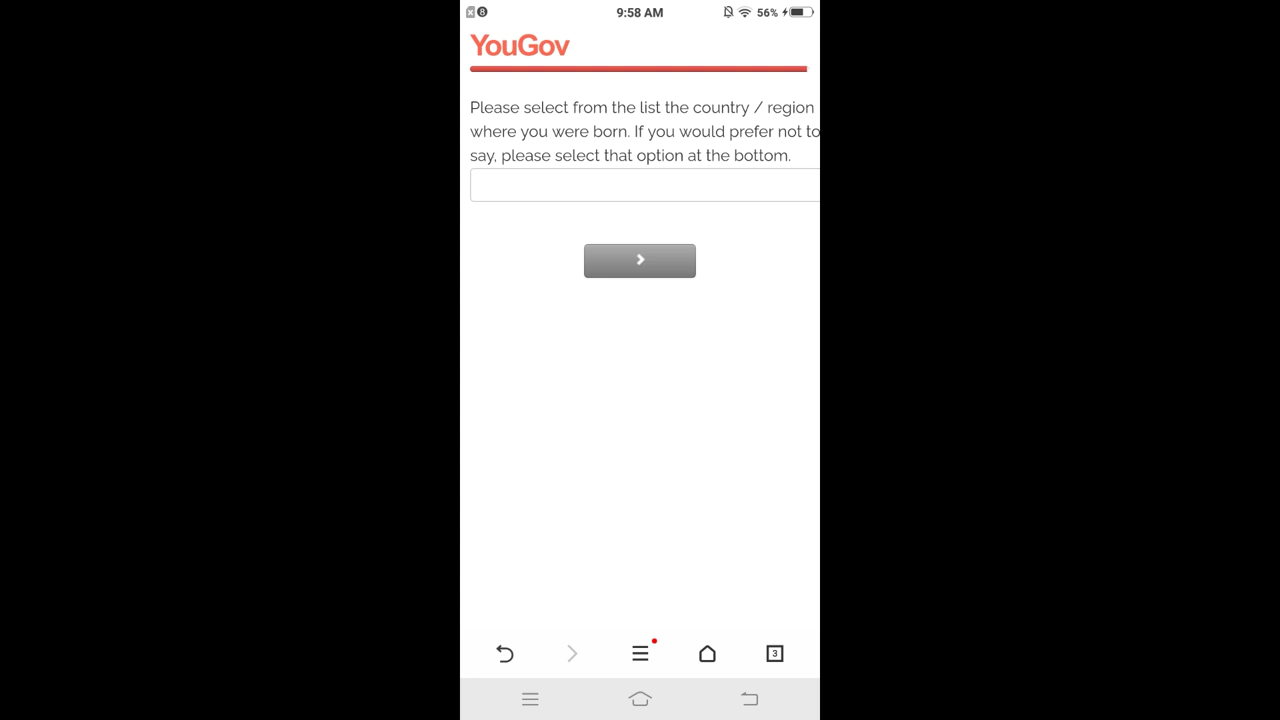 9:58 AM
56%
YouGov
Please select from the list the country / region
where you were born. If you would prefer not to
say, please select that option at the bottom.
3